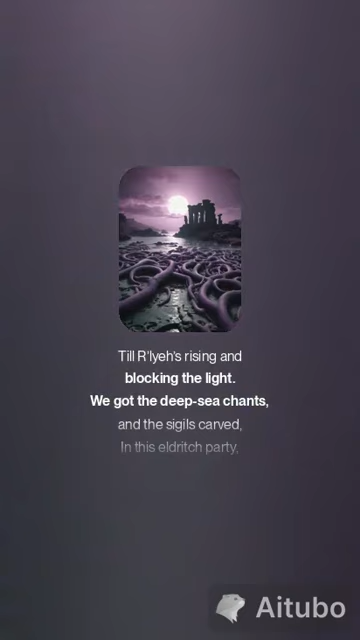 Till R'lyeh's rising and
blocking the light.
We got the deep-sea chants,
and the sigils carved,
In this eldritch party,
Aitubo